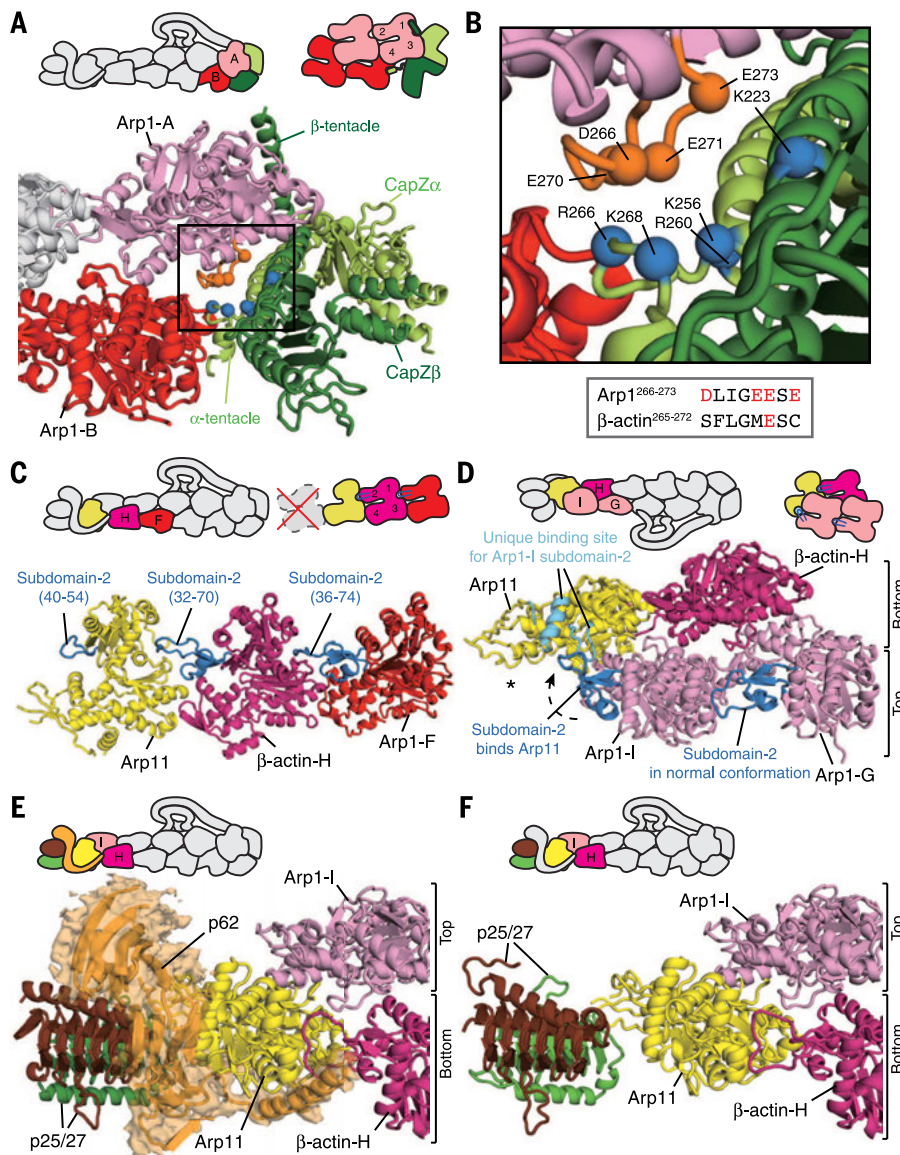 A
A
B
2
1
4
3
Arp1-A
β-tentacle
CapZα
CapZβ
α-tentacle
Arp1-B
B
E273
K223
D266
E271
E270
R266
K268
K256
R260
Arp1266-273 DLIGEESE
β-actin265-272 SFLGMESC
C
H
F
2
1
4
3
Subdomain-2
(40-54)
Subdomain-2
(32-70)
Subdomain-2
(36-74)
Arp11
β-actin-H
Arp1-F
D
H
I
G
Unique binding site
for Arp1-I subdomain-2
β-actin-H
Arp11
Bottom
*
Top
Subdomain-2
binds Arp11
Arp1-I
Subdomain-2
in normal conformation
Arp1-G
E
I
H
Arp1-I
p62
Top
Bottom
p25/27
Arp11
β-actin-H
F
I
H
Arp1-I
p25/27
Top
Bottom
Arp11
β-actin-H